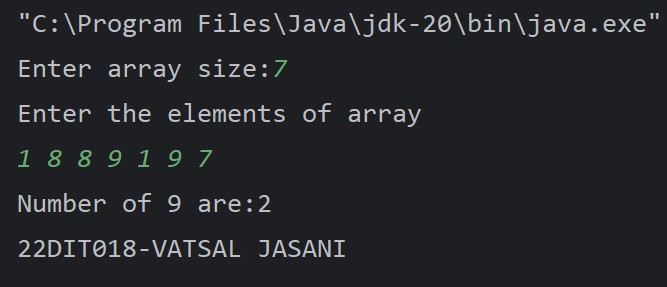 "C:\Program Files\Java\jdk-20\bin\java.exe"
Enter array size:7
Enter the elements of array
1 8 8 9 1 9 7
Number of 9 are:2
22DIT018-VATSAL JASANI